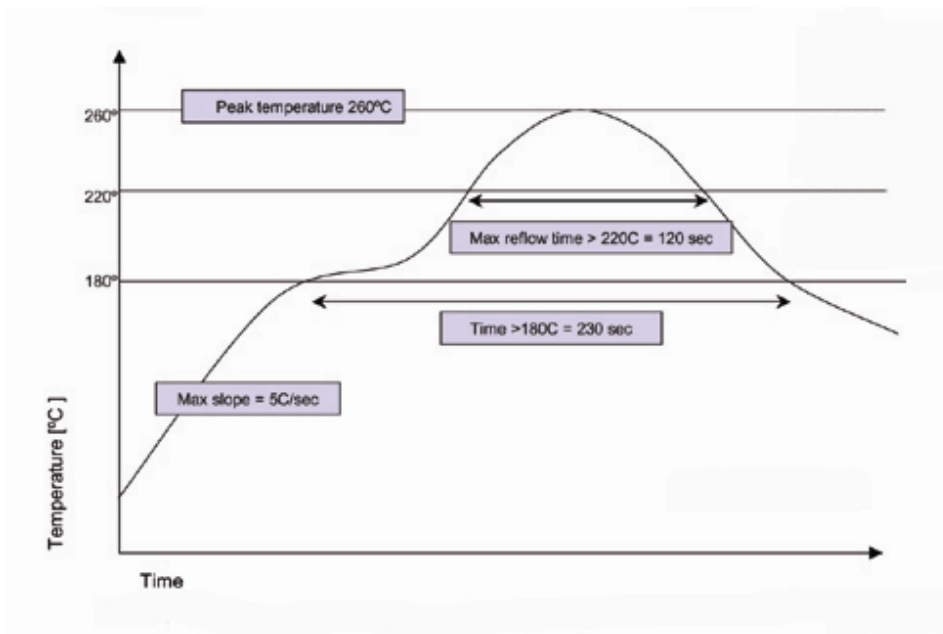 Peak temperature 260ºC
260º
220º
Max reflow time > 220C = 120 sec
180º
Time >180C = 230 sec
Max slope = 5C/sec
Temperature [ºC ]
Time